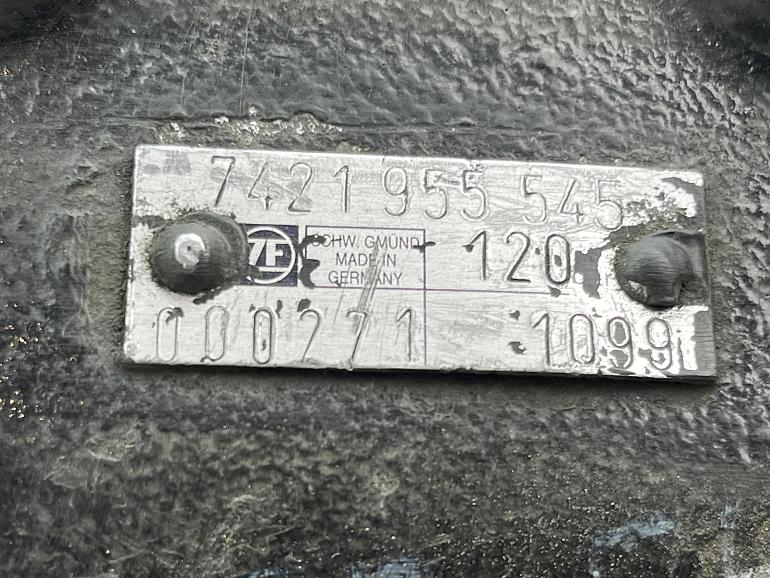 7421 955 545
ZF SCHW. GMÜND 120
MADE IN
GERMANY
000271 1099